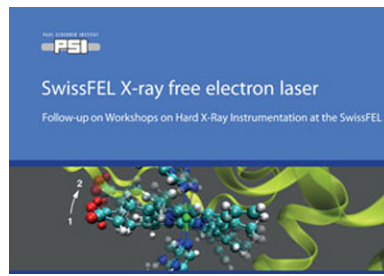 PAUL SCHERRER INSTITUT
PSI
SwissFEL X-ray free electron laser
Follow-up on Workshops on Hard X-Ray Instrumentation at the SwissFEL
2
1